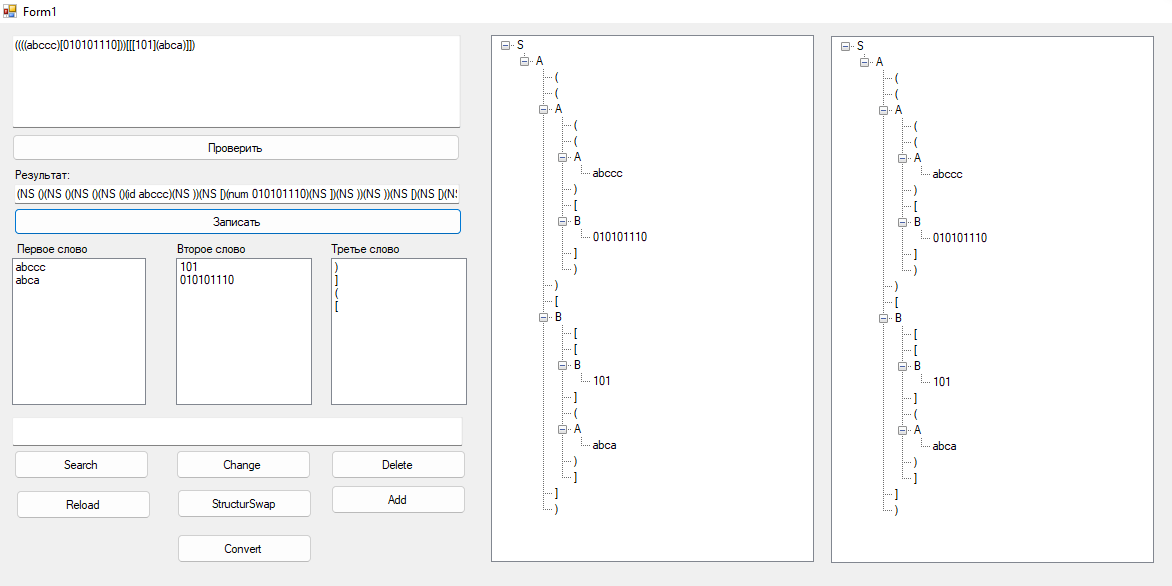 Form1
((((abccc)[010101110]))[[[101](abca)]])
Проверить
Результат:
(NS ()(NS ()(NS ()(NS ()(id abccc)(NS ))(NS [)(num 010101110)(NS ])(NS ))(NS ))(NS [)(NS [)(NS
Записать
Первое слово
abccc
abca
Второе слово
101
010101110
Третье слово
)
]
(
[
Search
Change
Delete
Reload
StructurSwap
Add
Convert
S
A
(
(
A
(
(
A
abccc
)
[
B
010101110
]
)
)
[
B
[
[
B
101
]
(
A
abca
)
]
]
)
S
A
(
(
A
(
(
A
abccc
)
[
B
010101110
]
)
)
[
B
[
[
B
101
]
(
A
abca
)
]
]
)